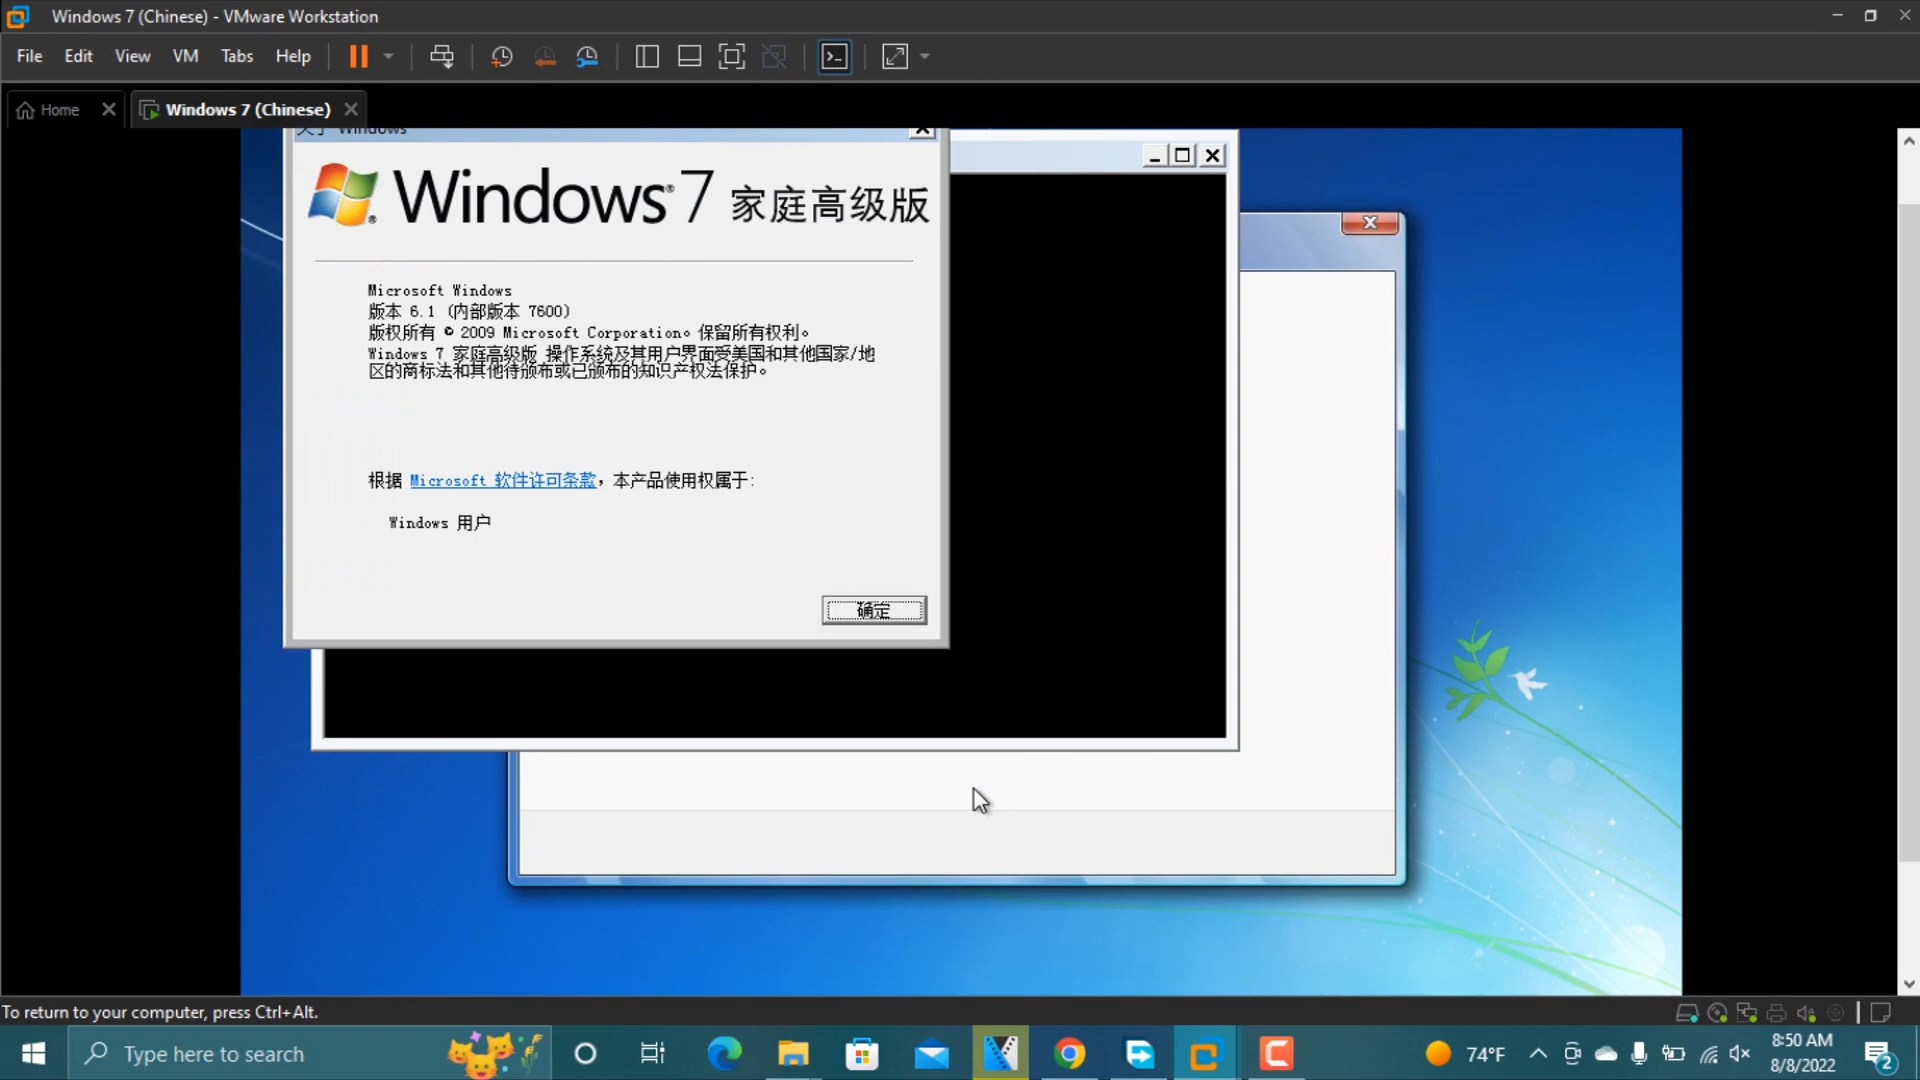 Windows 7 (Chinese) - VMware Workstation
File Edit View VM Tabs Help
Home
Windows 7 (Chinese)
关于 Windows
Windows® 7 家庭高级版
Microsoft Windows
版本 6.1 (内部版本 7600)
版权所有 © 2009 Microsoft Corporation。保留所有权利。
Windows 7 家庭高级版 操作系统及其用户界面受美国和其他国家/地
区的商标法和其他待颁布或已颁布的知识产权法保护。
根据 Microsoft 软件许可条款，本产品使用权属于:
Windows 用户
确定
To return to your computer, press Ctrl+Alt.
Type here to search
74°F
8:50 AM
8/8/2022
2